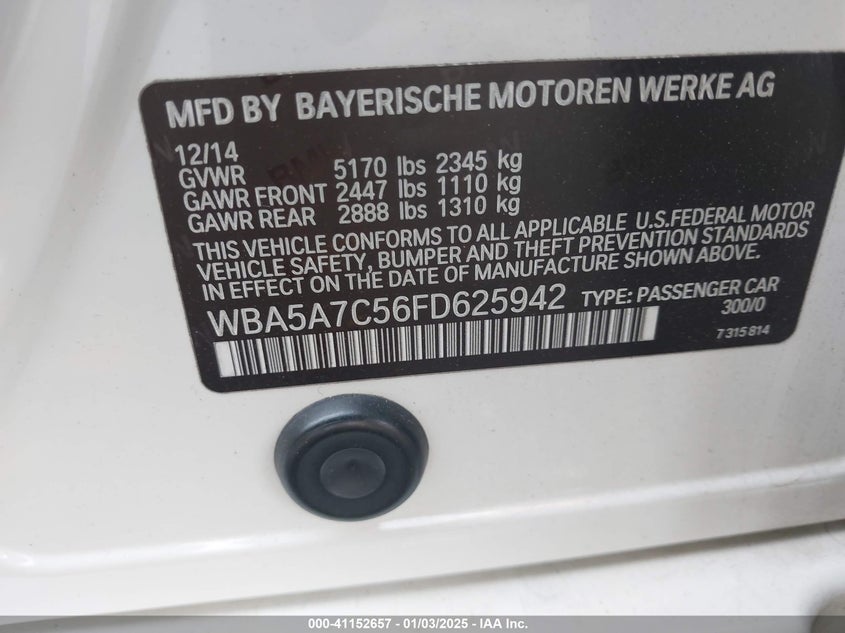 MFD BY BAYERISCHE MOTOREN WERKE AG
12/14
GVWR 5170 lbs 2345 kg
GAWR FRONT 2447 lbs 1110 kg
GAWR REAR 2888 lbs 1310 kg
THIS VEHICLE CONFORMS TO ALL APPLICABLE U.S.FEDERAL MOTOR
VEHICLE SAFETY, BUMPER AND THEFT PREVENTION STANDARDS
IN EFFECT ON THE DATE OF MANUFACTURE SHOWN ABOVE.
WBA5A7C56FD625942 TYPE: PASSENGER CAR
300/0
7315814
000-41152657 - 01/03/2025 - IAA Inc.